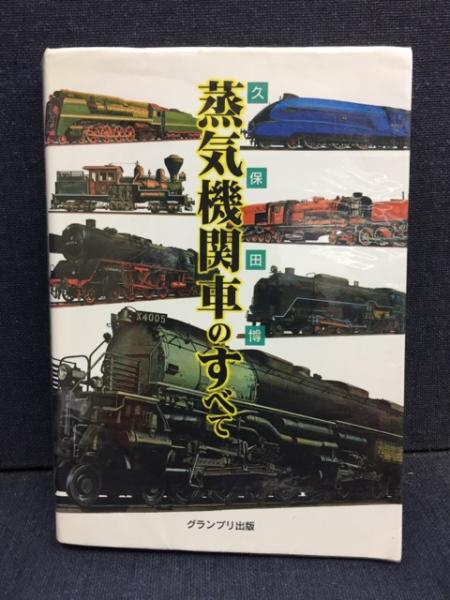 蒸気機関車のすべて
久保田博
X4005
グランプリ出版